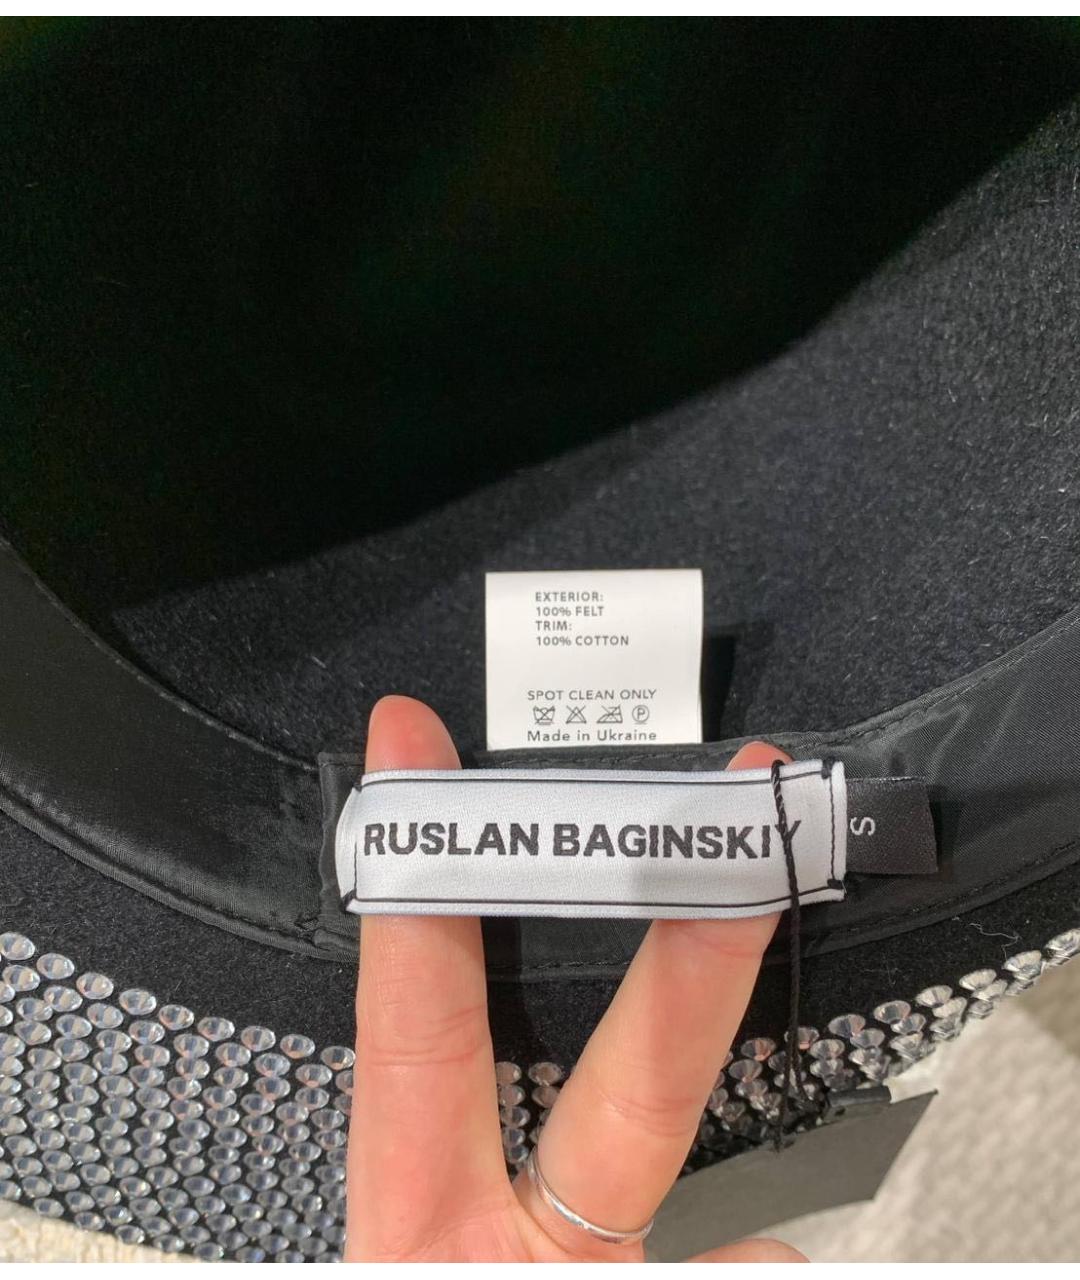 EXTERIOR:
100% FELT
TRIM:
100% COTTON
SPOT CLEAN ONLY
P
Made in Ukraine
RUSLAN BAGINSKIY
S